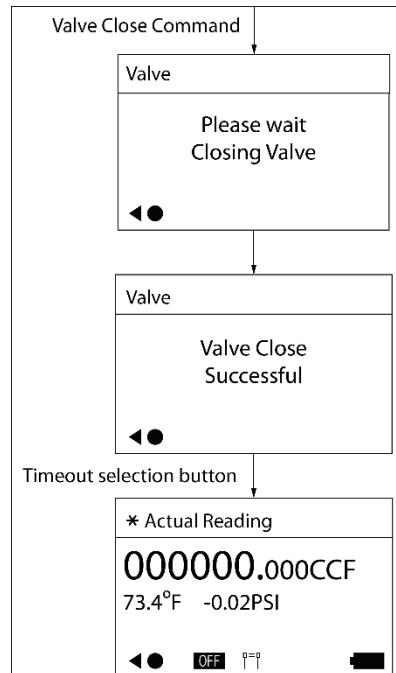 Valve Close Command
Valve
Please wait
Closing Valve
Valve
Valve Close
Successful
Timeout selection button
* Actual Reading
000000.000CCF
73.4°F -0.02PSI
OFF